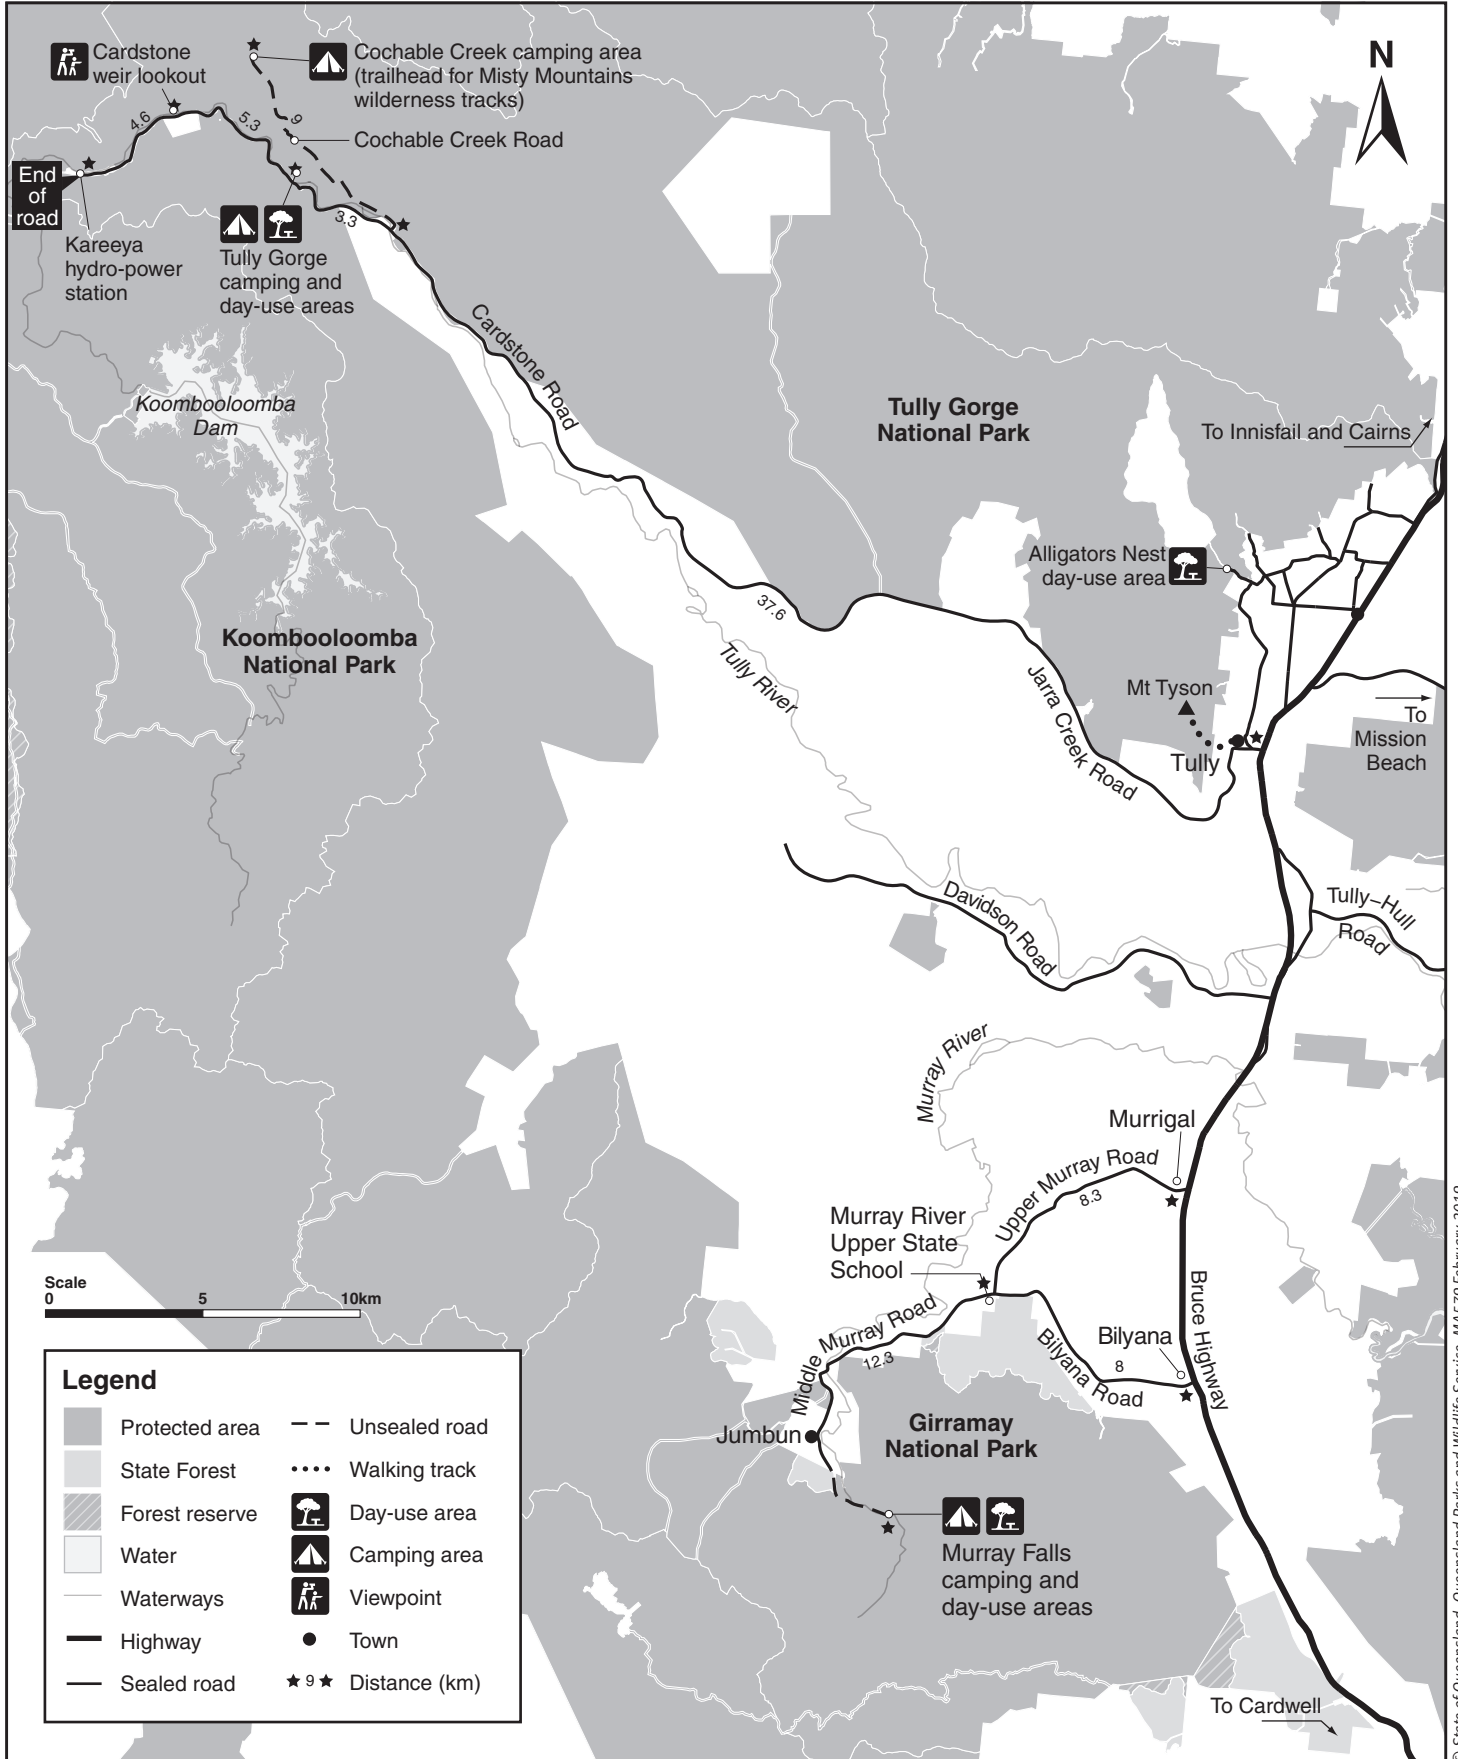 Cardstone
weir lookout
Cochable Creek camping area
(trailhead for Misty Mountains
wilderness tracks)
N
4.6
5.3
9
Cochable Creek Road
End
of
road
3.3
Kareeya
hydro-power
station
Tully Gorge
camping and
day-use areas
Cardstone Road
Koombooloomba
Dam
Tully Gorge
National Park
To Innisfail and Cairns
Alligators Nest
day-use area
37.6
Koombooloomba
National Park
Tully River
Jarra Creek Road
Mt Tyson
To
Mission
Beach
Tully
Davidson Road
Tully–Hull
Road
Murray River
Murrigal
Upper Murray Road
8.3
Murray River
Upper State
School
Bruce Highway
Scale
0 5 10km
Middle Murray Road
12.3
Bilyana
8
Bilyana Road
Girramay
National Park
Jumbun
Murray Falls
camping and
day-use areas
To Cardwell
Legend
Protected area
State Forest
Forest reserve
Water
Waterways
Highway
Sealed road
Unsealed road
Walking track
Day-use area
Camping area
Viewpoint
Town
9 Distance (km)